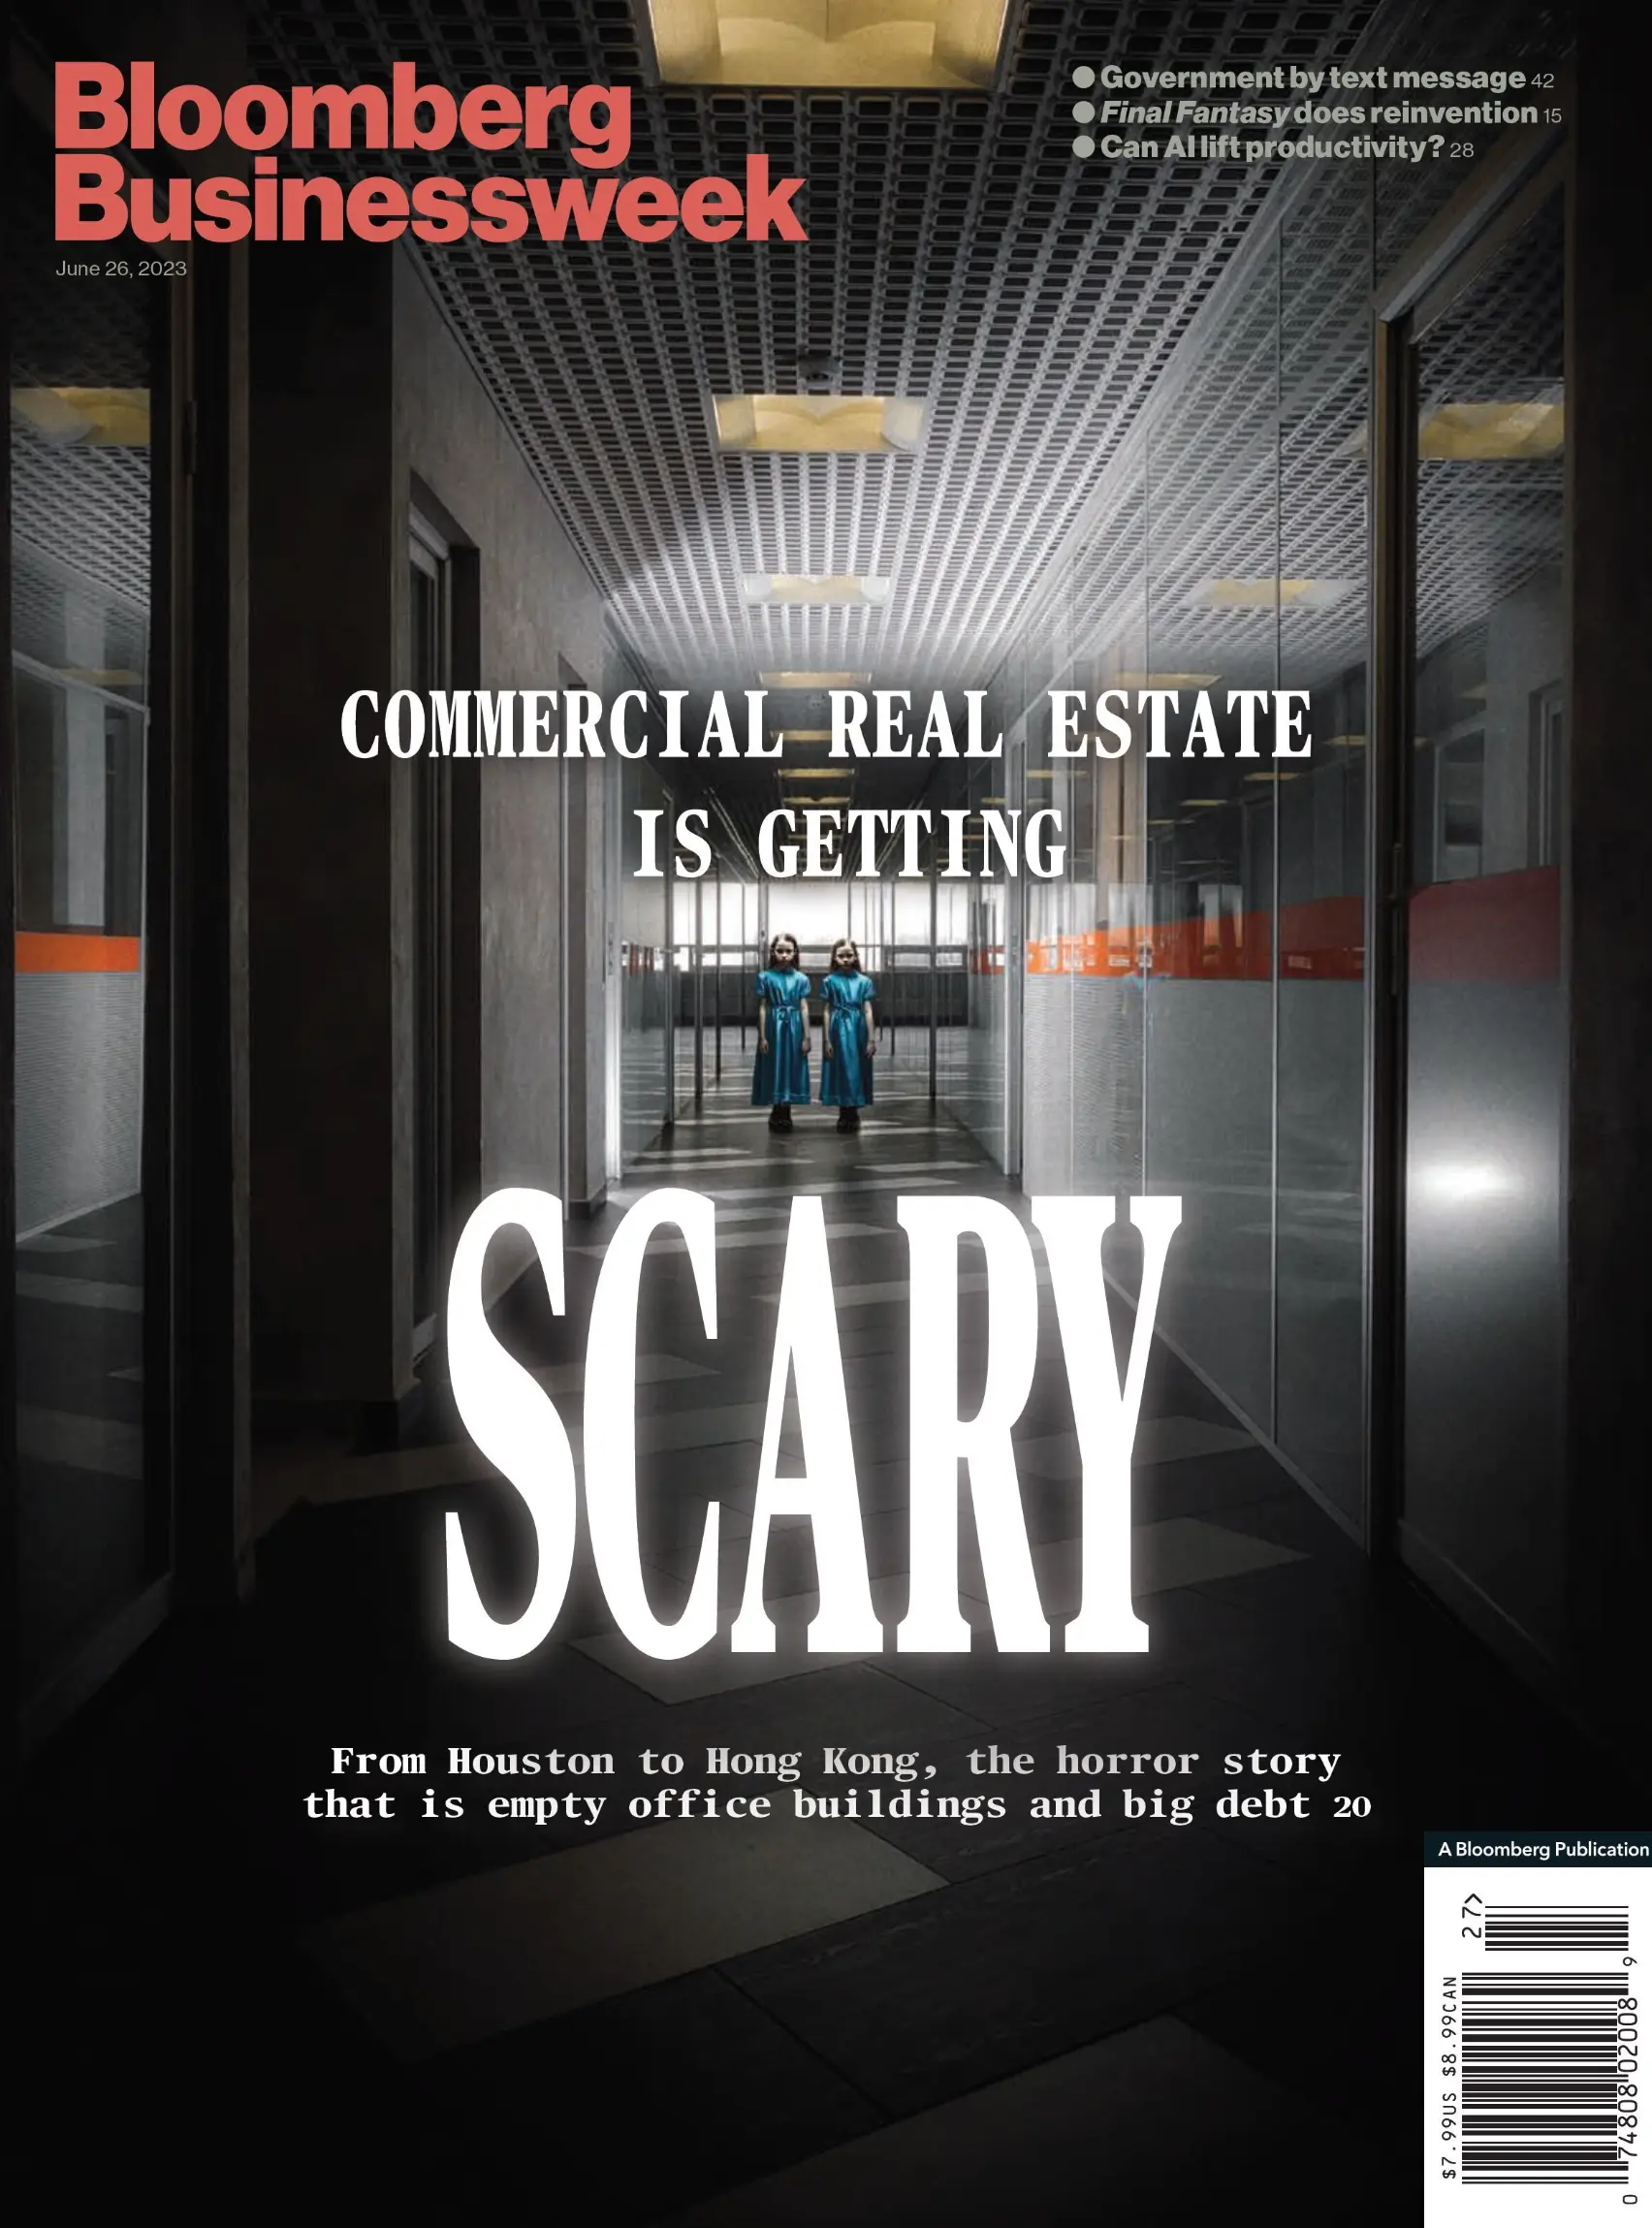 Bloomberg
Businessweek
June 26, 2023
● Government by text message 42
● Final Fantasy does reinvention 15
● Can AI lift productivity? 28
COMMERCIAL REAL ESTATE
IS GETTING
SCARY
From Houston to Hong Kong, the horror story
that is empty office buildings and big debt 20
A Bloomberg Publication
27>
$7.99US $8.99CAN
0 74808 02008 9